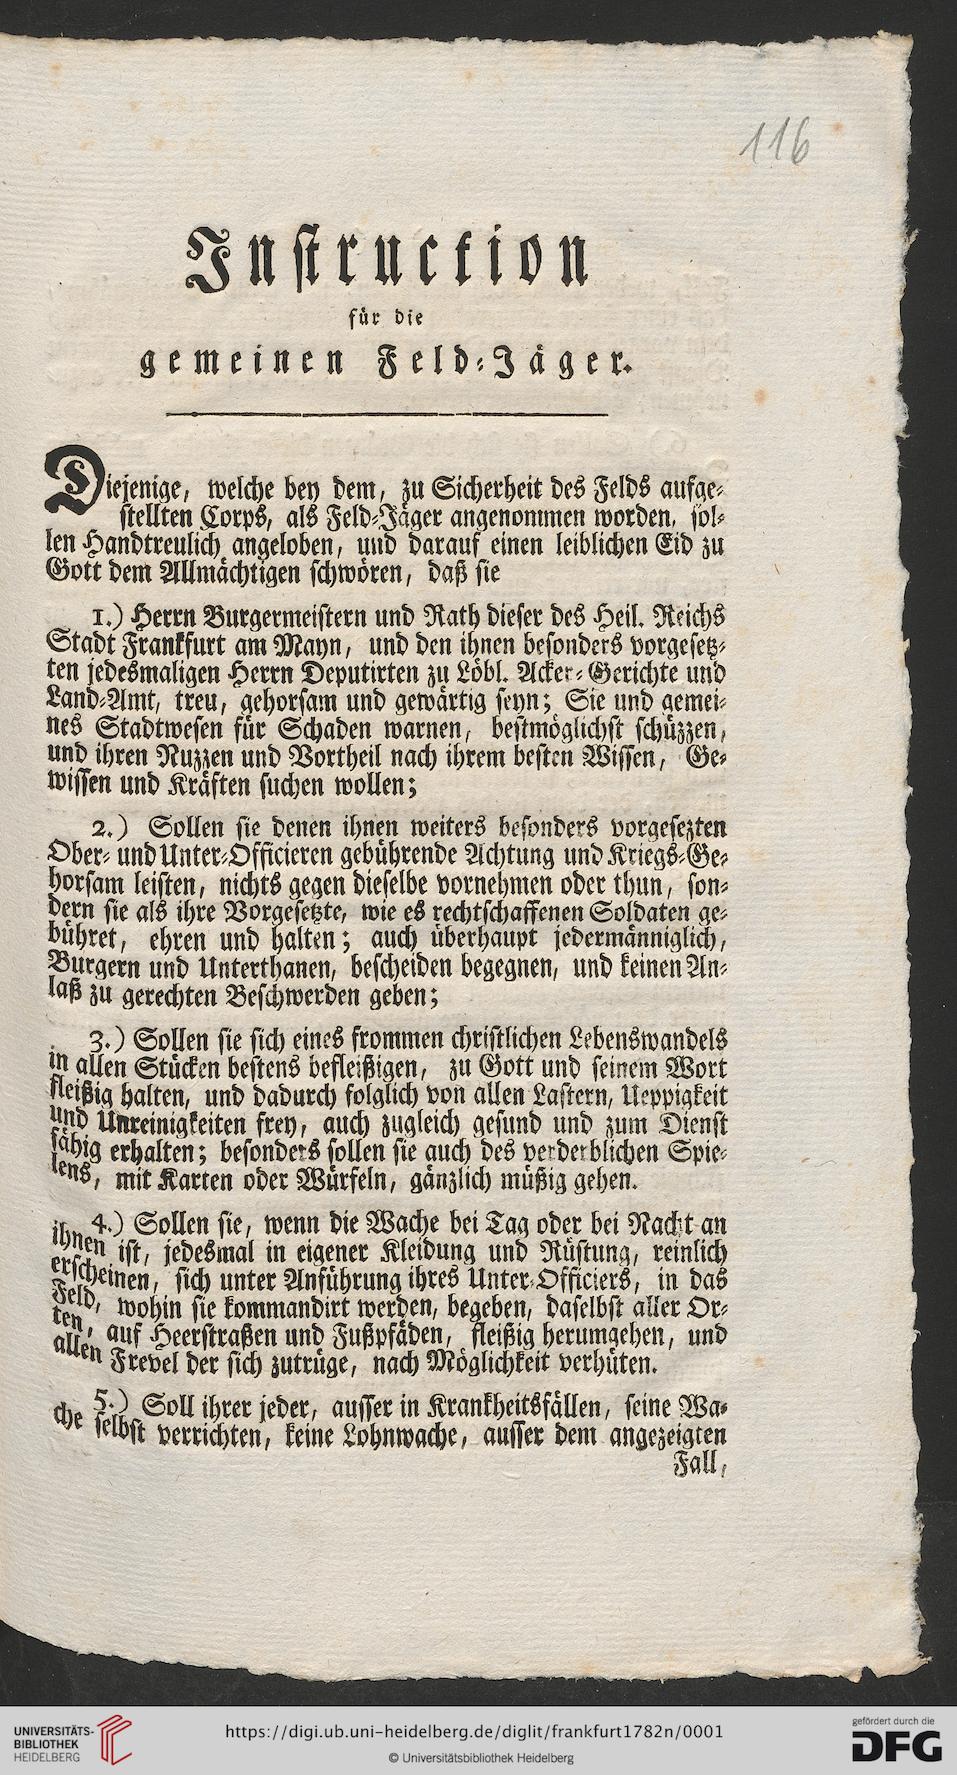 116
Instruction
für die
gemeinen Feld-Jäger.
Diejenige, welche bey dem, zu Sicherheit des Felds aufge-
stellten Corps, als Feld-Jäger angenommen worden, sol-
len Handtreulich angeloben, und darauf einen leiblichen Eid zu
Gott dem Allmächtigen schwören, daß sie
1.) Herrn Burgermeistern und Rath dieser des Heil. Reichs
Stadt Frankfurt am Mayn, und den ihnen besonders vorgesetz-
ten jedesmaligen Herrn Deputirten zu Löbl. Acker-Gerichte und
Land-Amt, treu, gehorsam und gewärtig seyn; Sie und gemei-
nes Stadtwesen für Schaden warnen, bestmöglichst schüzzen,
und ihren Nuzzen und Vortheil nach ihrem besten Wissen, Ge-
wissen und Kräften suchen wollen;
2.) Sollen sie denen ihnen weiters besonders vorgesezten
Ober- und Unter-Officieren gebührende Achtung und Kriegs-Ge-
horsam leisten, nichts gegen dieselbe vornehmen oder thun, son-
dern sie als ihre Vorgesetzte, wie es rechtschaffenen Soldaten ge-
bühret, ehren und halten; auch überhaupt jedermänniglich,
Burgern und Unterthanen, bescheiden begegnen, und keinen An-
laß zu gerechten Beschwerden geben;
3.) Sollen sie sich eines frommen christlichen Lebenswandels
in allen Stücken bestens befleißigen, zu Gott und seinem Wort
fleißig halten, und dadurch folglich von allen Lastern, Ueppigkeit
und Unreinigkeiten frey, auch zugleich gesund und zum Dienst
fähig erhalten; besonders sollen sie auch des verderblichen Spie-
lens, mit Karten oder Würfeln, gänzlich müßig gehen.
4.) Sollen sie, wenn die Wache bei Tag oder bei Nacht an
ihnen ist, jedesmal in eigener Kleidung und Rüstung, reinlich
erscheinen, sich unter Anführung ihres Unter-Officiers, in das
Feld, wohin sie kommandirt werden, begeben, daselbst aller Or-
ten, auf Heerstraßen und Fußpfäden, fleißig herumgehen, und
allen Frevel der sich zutrüge, nach Möglichkeit verhüten.
5.) Soll ihrer jeder, ausser in Krankheitsfällen, seine Wa-
che selbst verrichten, keine Lohnwache, ausser dem angezeigten
Fall,
UNIVERSITÄTS-
BIBLIOTHEK
HEIDELBERG
https://digi.ub.uni-heidelberg.de/diglit/frankfurt1782n/0001
© Universitätsbibliothek Heidelberg
gefördert durch die
DFG